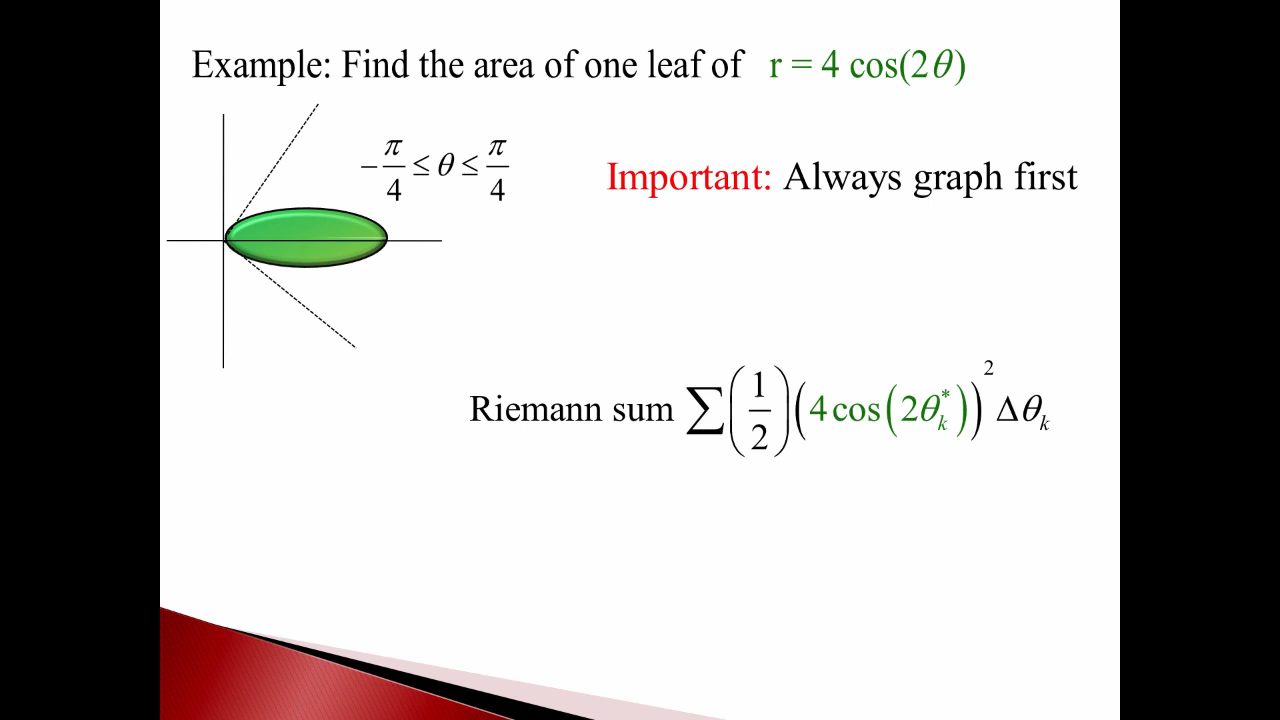 Example: Find the area of one leaf of r = 4 cos(2θ)
−π/4 ≤ θ ≤ π/4
Important: Always graph first
Riemann sum ∑(1/2)(4cos(2θₖ*))² Δθₖ